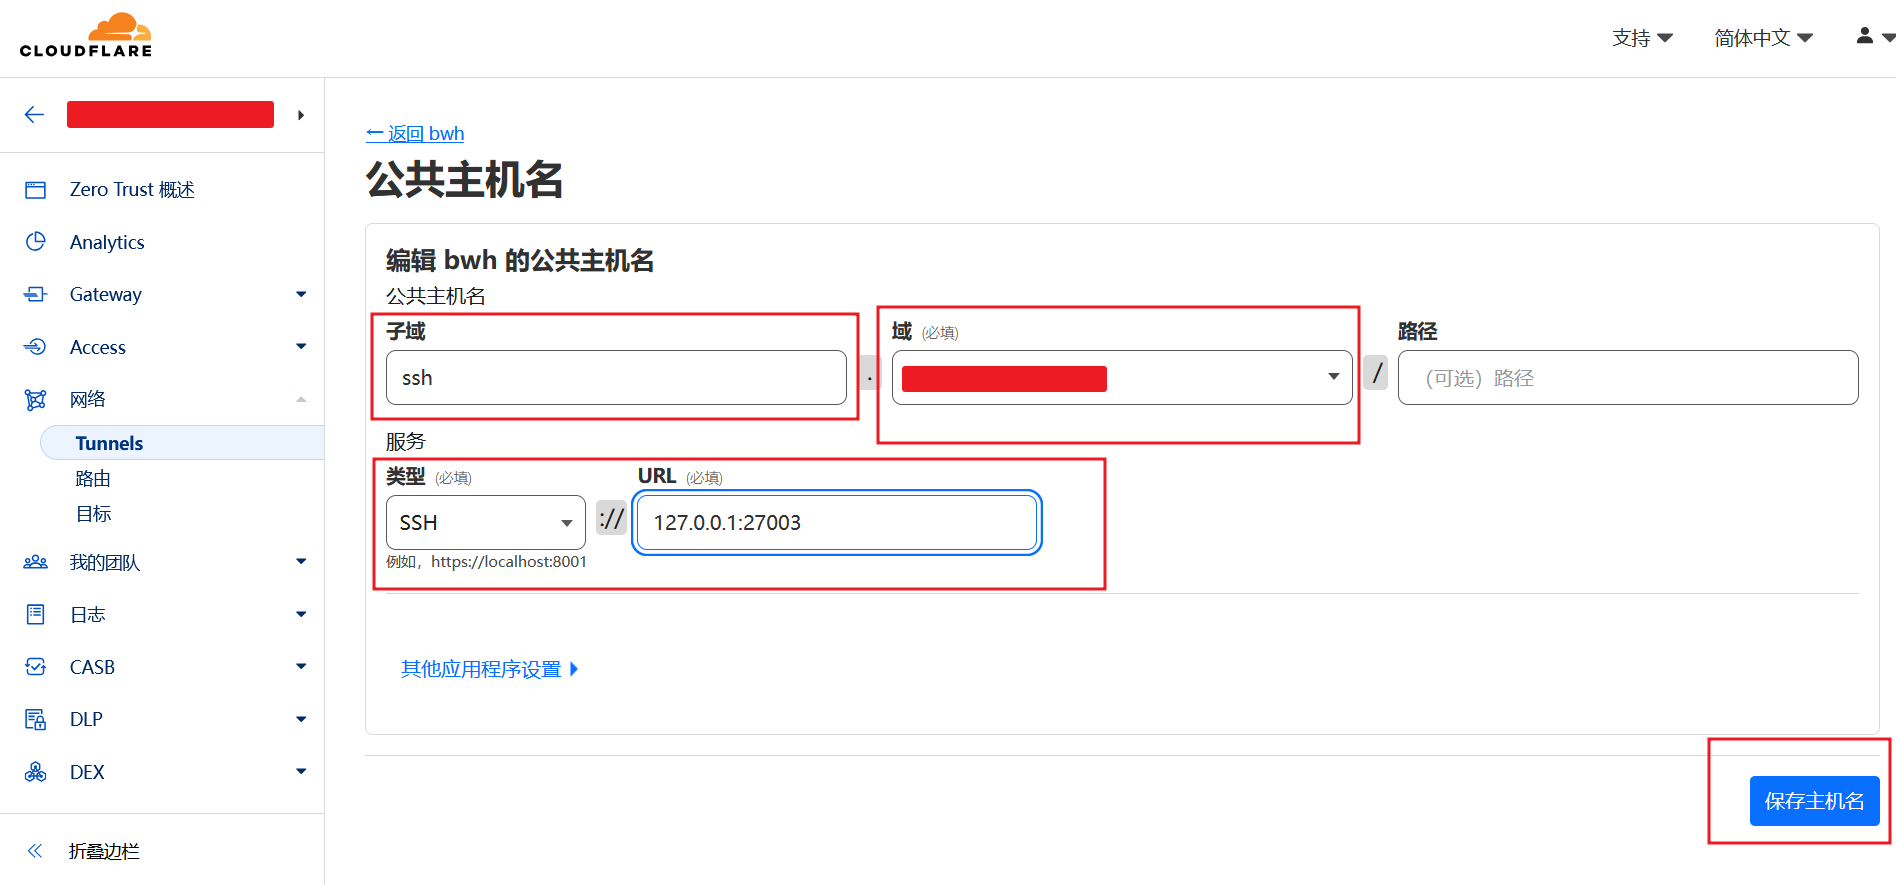 CLOUDFLARE
支持
简体中文
Zero Trust 概述
Analytics
Gateway
Access
网络
Tunnels
路由
目标
我的团队
日志
CASB
DLP
DEX
折叠边栏
← 返回 bwh
公共主机名
编辑 bwh 的公共主机名
公共主机名
子域
域 (必填)
路径
ssh
.
/
（可选）路径
服务
类型 (必填)
URL (必填)
SSH
://
127.0.0.1:27003
例如，https://localhost:8001
其他应用程序设置
保存主机名